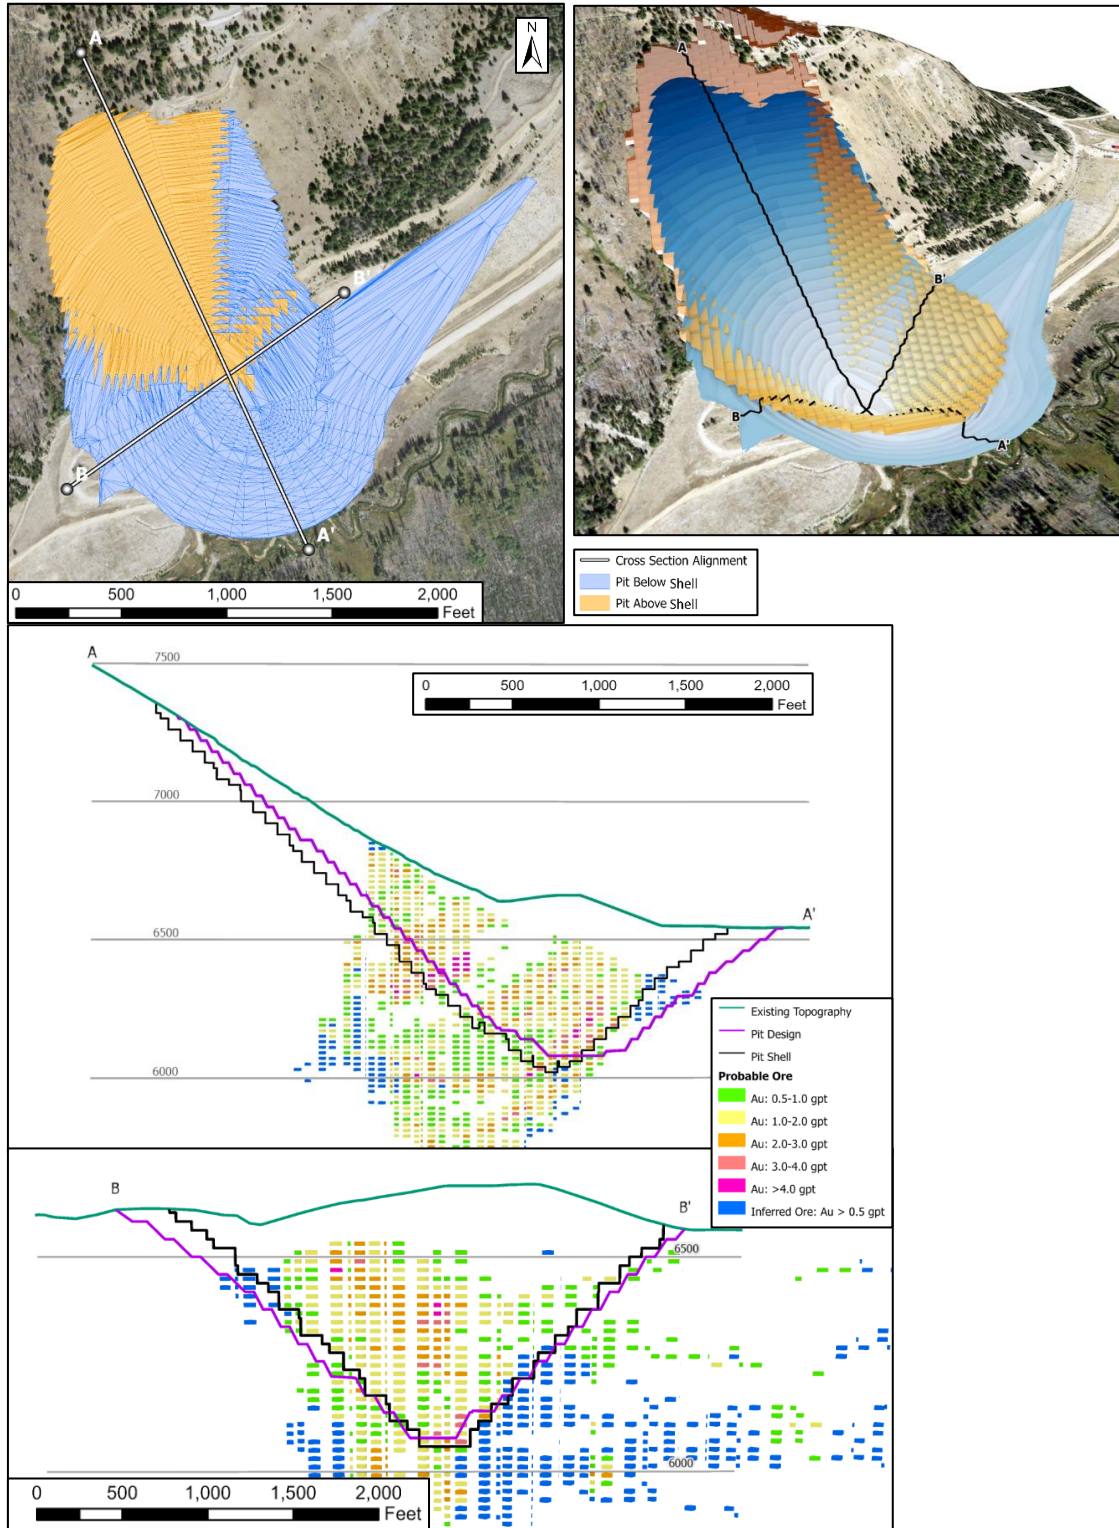 A
N
B'
B
A'
0 500 1,000 1,500 2,000
Feet
A
B'
B
A'
Cross Section Alignment
Pit Below Shell
Pit Above Shell
A
7500
0 500 1,000 1,500 2,000
Feet
7000
A'
6500
6000
Existing Topography
Pit Design
Pit Shell
Probable Ore
Au: 0.5-1.0 gpt
Au: 1.0-2.0 gpt
Au: 2.0-3.0 gpt
Au: 3.0-4.0 gpt
Au: >4.0 gpt
Inferred Ore: Au > 0.5 gpt
B
B'
6500
6000
0 500 1,000 1,500 2,000
Feet